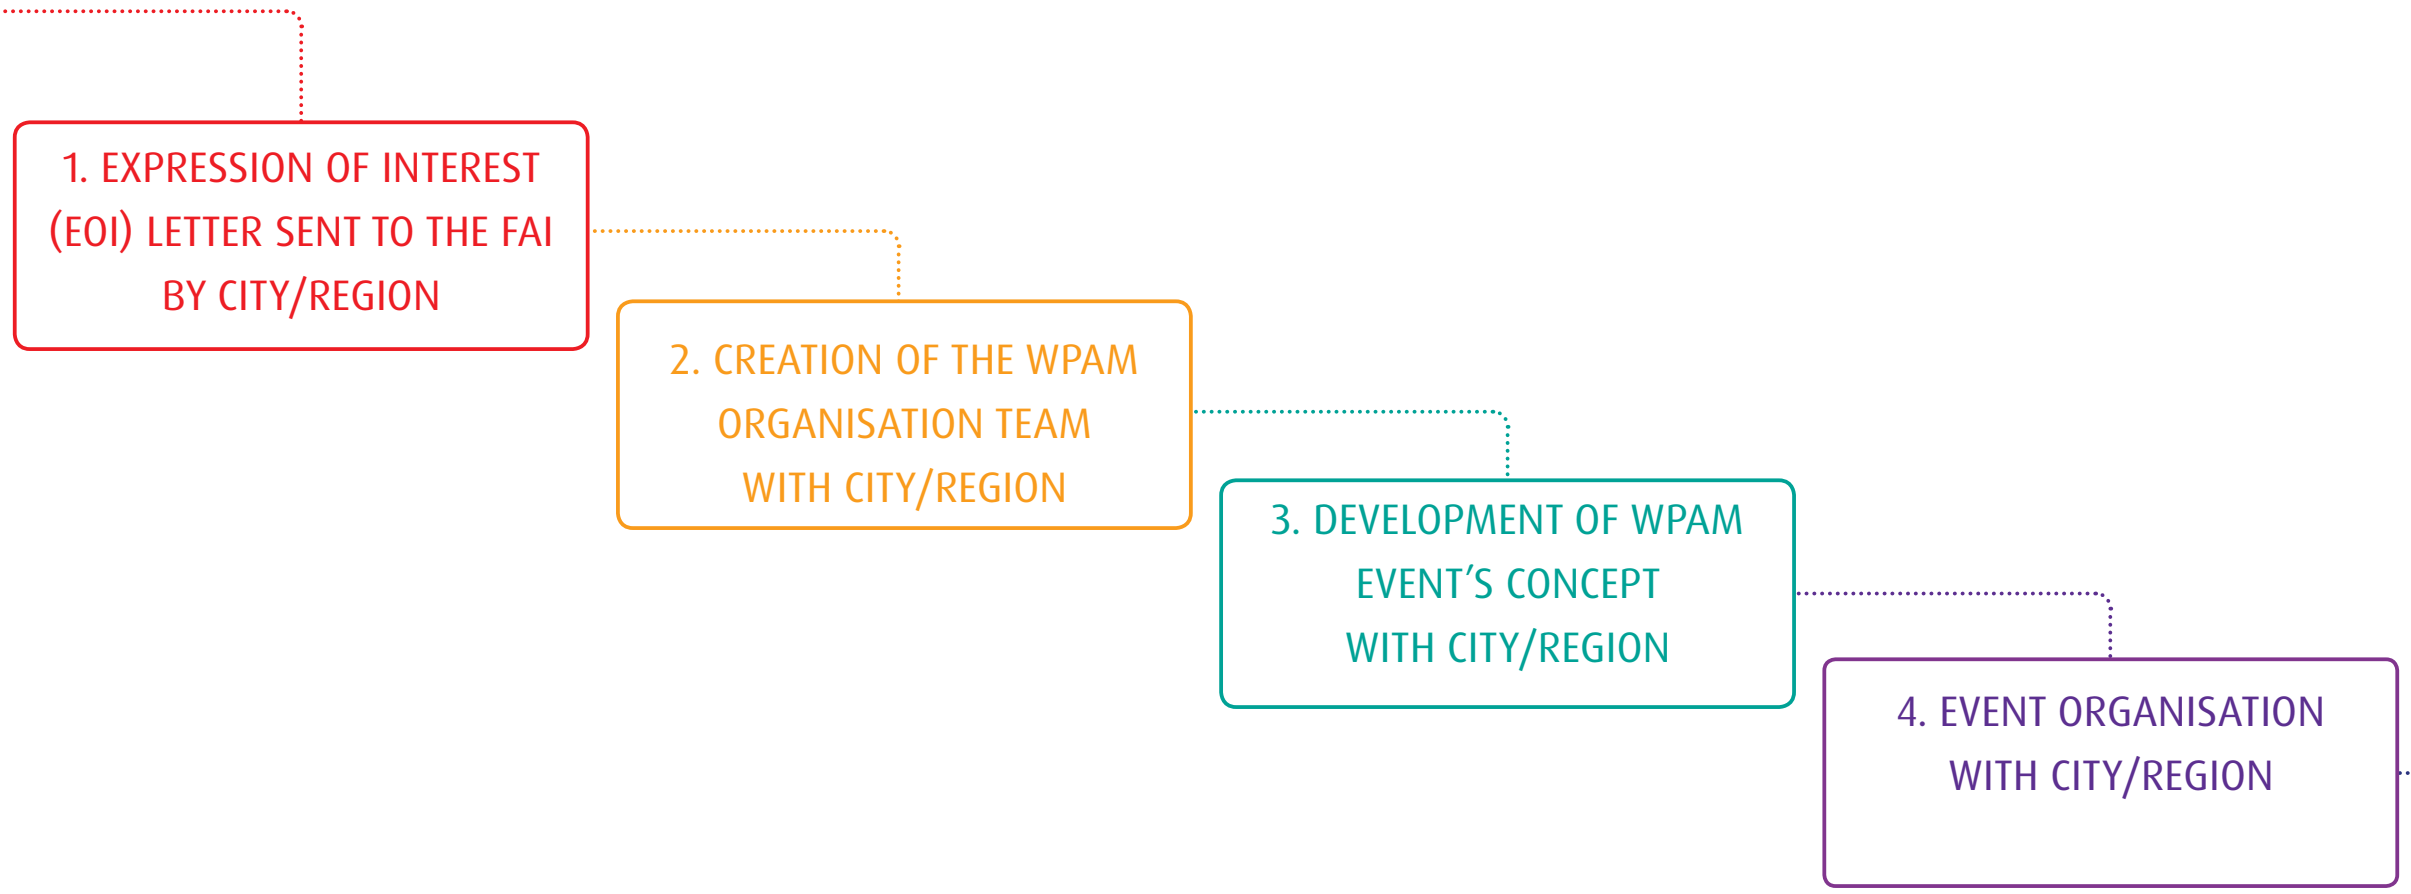 1. EXPRESSION OF INTEREST
(EOI) LETTER SENT TO THE FAI
BY CITY/REGION
2. CREATION OF THE WPAM
ORGANISATION TEAM
WITH CITY/REGION
3. DEVELOPMENT OF WPAM
EVENT'S CONCEPT
WITH CITY/REGION
4. EVENT ORGANISATION
WITH CITY/REGION